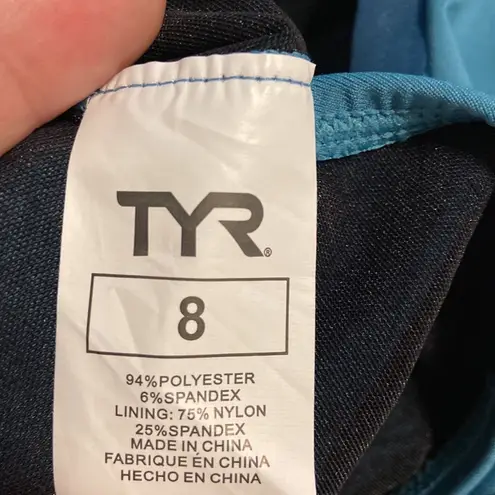 TYR®
8
94%POLYESTER
6%SPANDEX
LINING: 75% NYLON
25%SPANDEX
MADE IN CHINA
FABRIQUE ÉN CHINA
HECHO EN CHINA